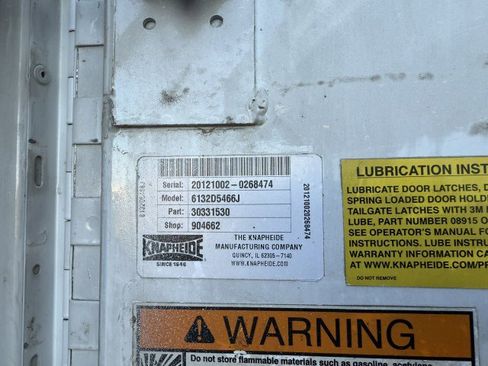 Serial: 20121002-0268474
Model: 6132D5466J
Part: 30331530
Shop: 904662
201210020268474
KNAPHEIDE
SINCE 1848
THE KNAPHEIDE
MANUFACTURING COMPANY
QUINCY, IL 62305-7140
WWW.KNAPHEIDE.COM
LUBRICATION INST
LUBRICATE DOOR LATCHES, D
SPRING LOADED DOOR HOLD
TAILGATE LATCHES WITH 3M
LUBE, PART NUMBER 08915 O
SEE OPERATOR'S MANUAL FO
INSTRUCTIONS. LUBE INSTRU
WARRANTY INFORMATION CA
AT WWW.KNAPHEIDE.COM/PR
DO NOT REMOVE
WARNING
Do not store flammable materials such as gasoline, acetylene